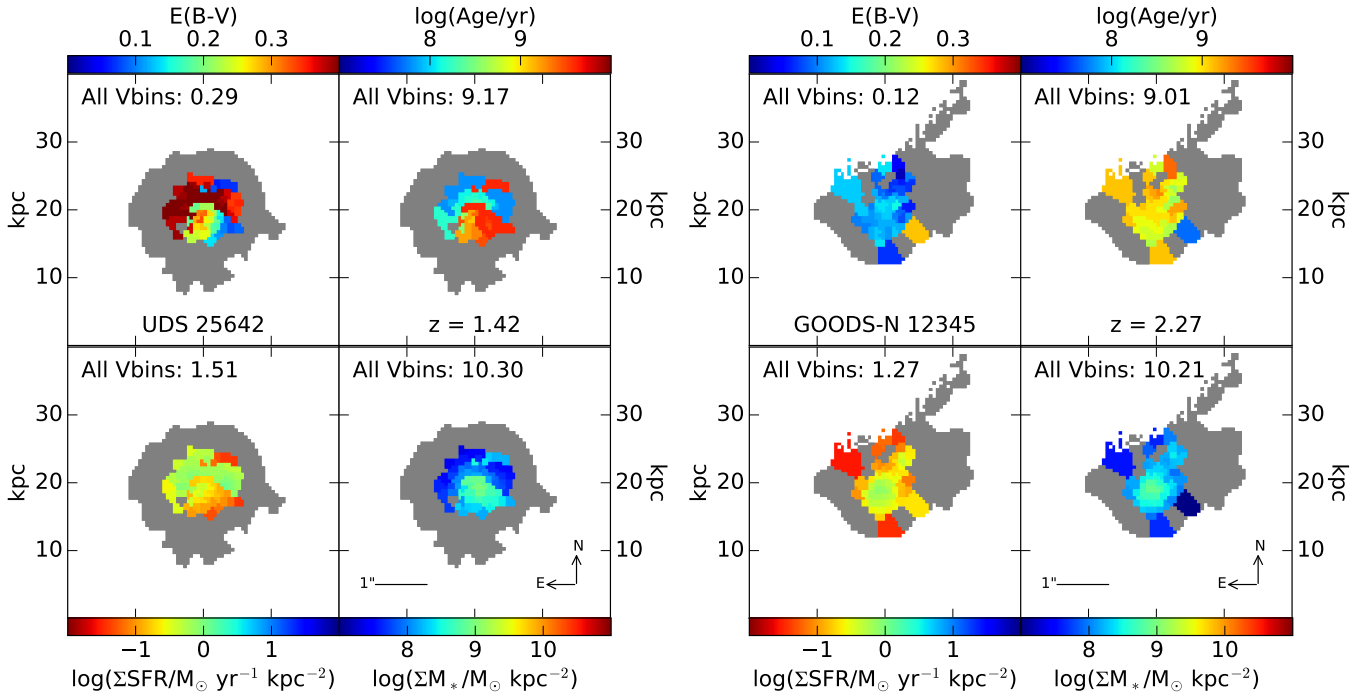 E(B-V) log(Age/yr) E(B-V) log(Age/yr)
0.1 0.2 0.3 8 9 0.1 0.2 0.3 8 9
All Vbins: 0.29 All Vbins: 9.17 All Vbins: 0.12 All Vbins: 9.01
30 30 30 30
kpc 20 20 kpc kpc 20 20 kpc
10 10 10 10
UDS 25642 z = 1.42 GOODS-N 12345 z = 2.27
All Vbins: 1.51 All Vbins: 10.30 All Vbins: 1.27 All Vbins: 10.21
30 30 30 30
kpc 20 20 kpc kpc 20 20 kpc
10 10 10 10
N N
1" E 1" E
−1 0 1 8 9 10 −1 0 1 8 9 10
log(ΣSFR/M⊙ yr⁻¹ kpc⁻²) log(ΣM*/M⊙ kpc⁻²) log(ΣSFR/M⊙ yr⁻¹ kpc⁻²) log(ΣM*/M⊙ kpc⁻²)